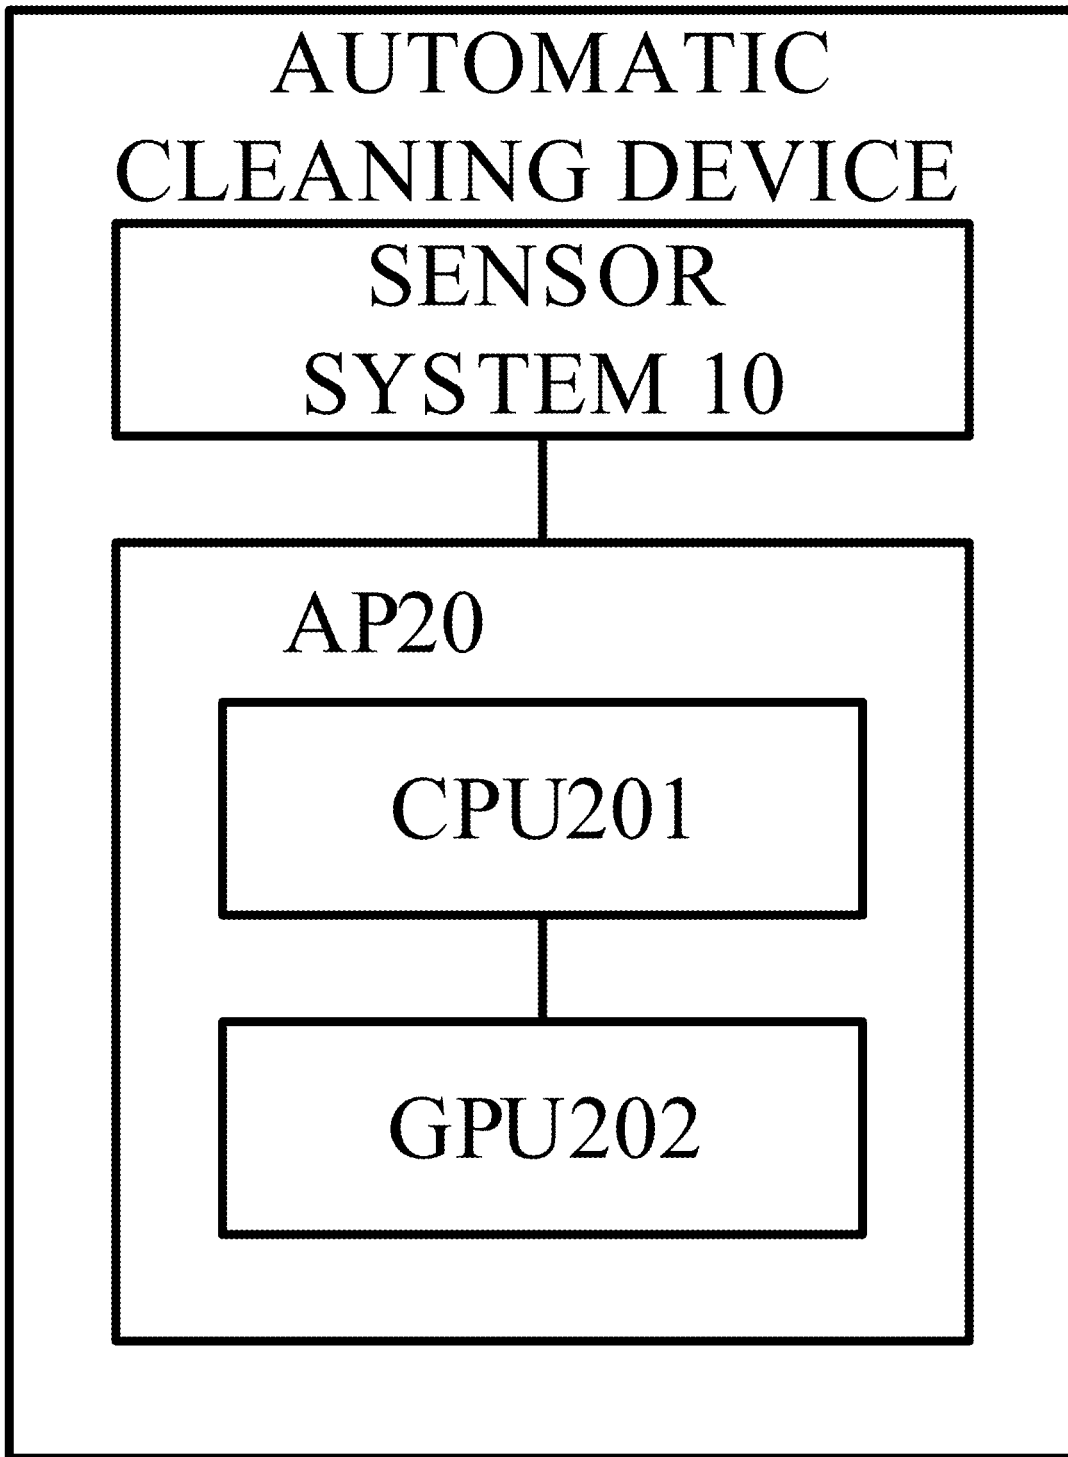 AUTOMATIC
CLEANING DEVICE
SENSOR
SYSTEM 10
AP20
CPU201
GPU202